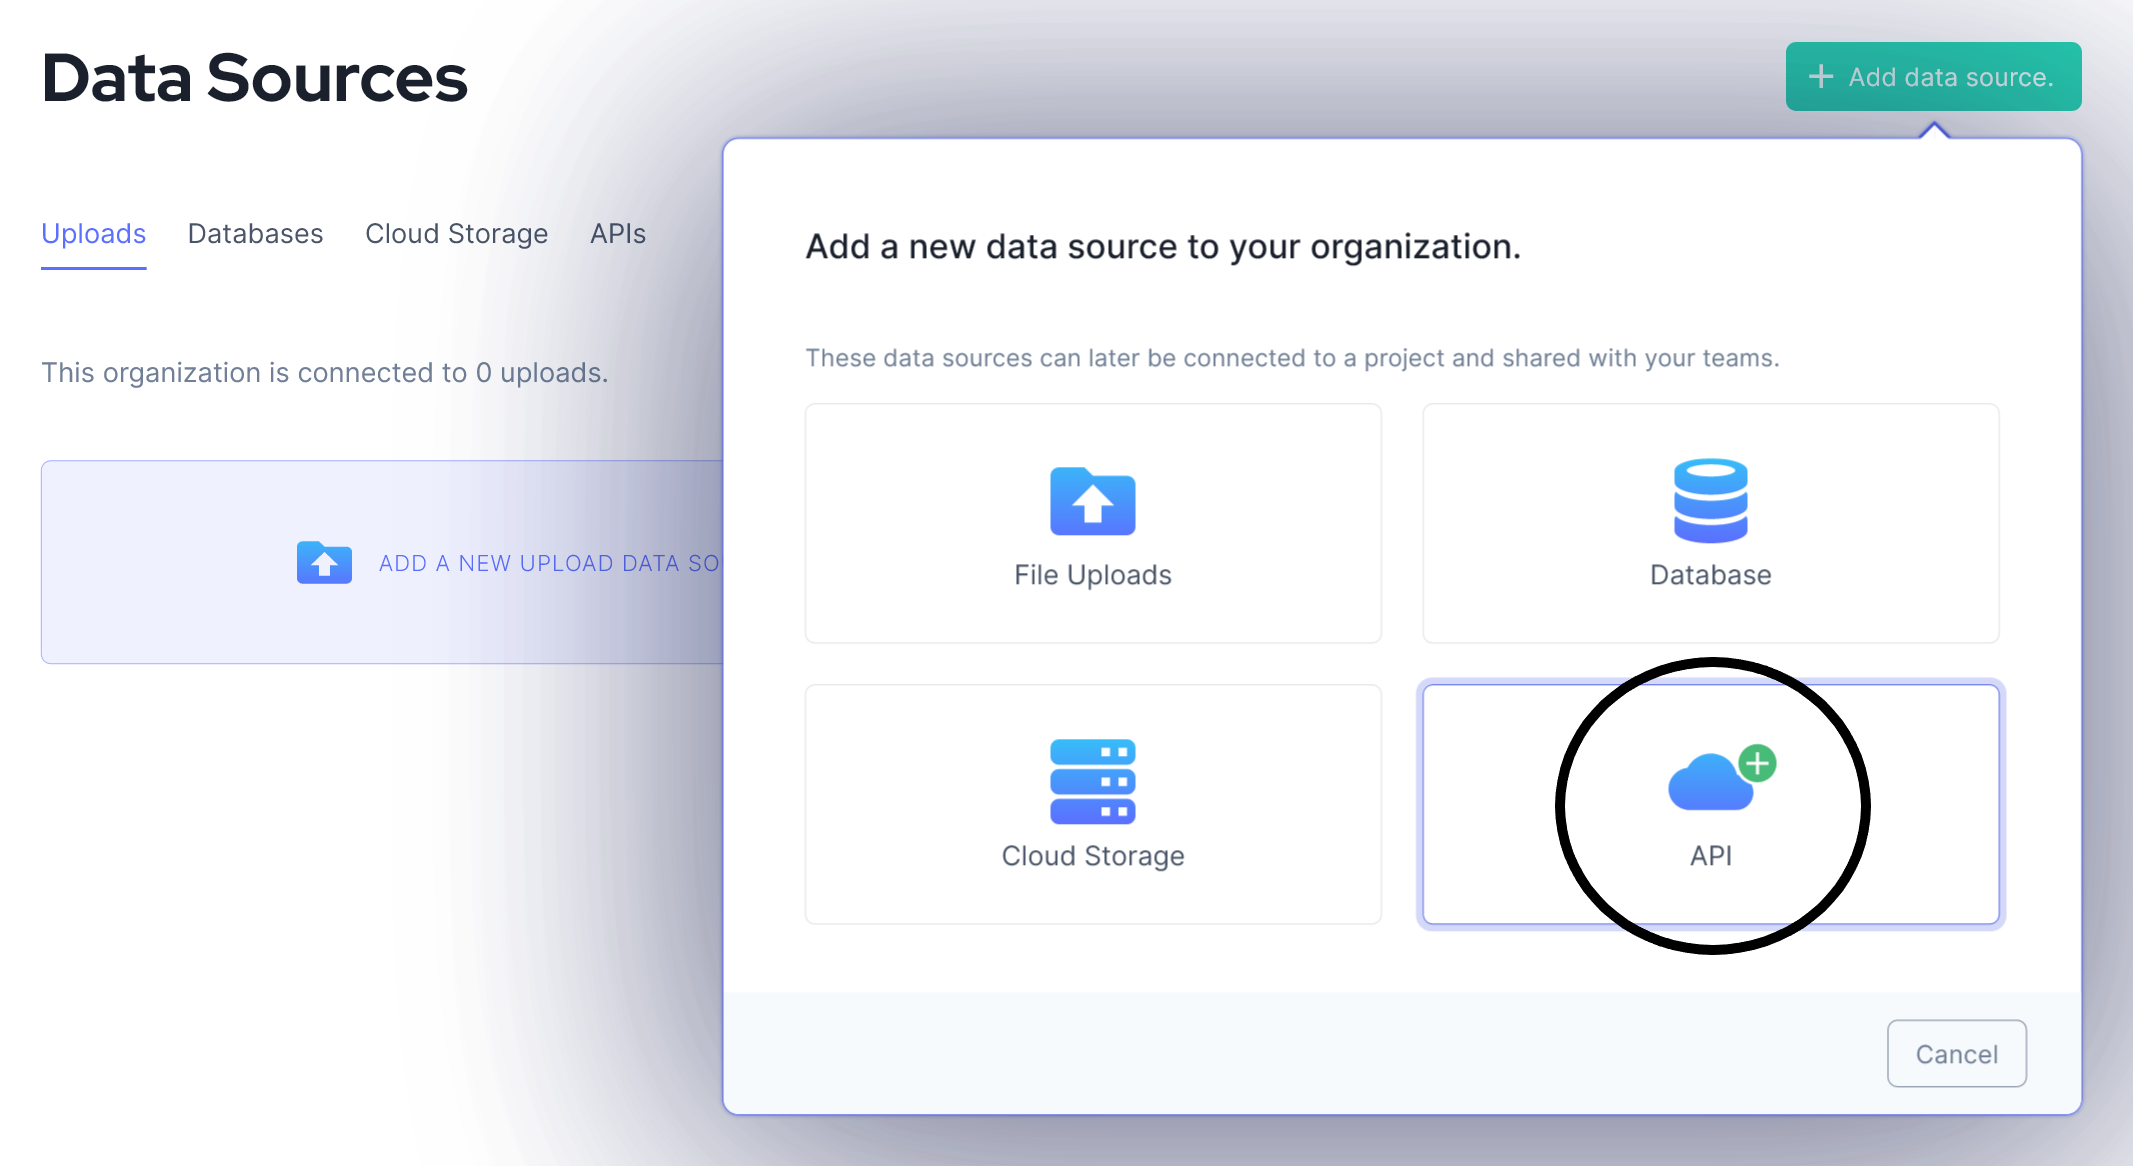 Data Sources
+ Add data source.
Uploads
Databases
Cloud Storage
APIs
This organization is connected to 0 uploads.
ADD A NEW UPLOAD DATA SO
Add a new data source to your organization.
These data sources can later be connected to a project and shared with your teams.
File Uploads
Database
Cloud Storage
API
Cancel